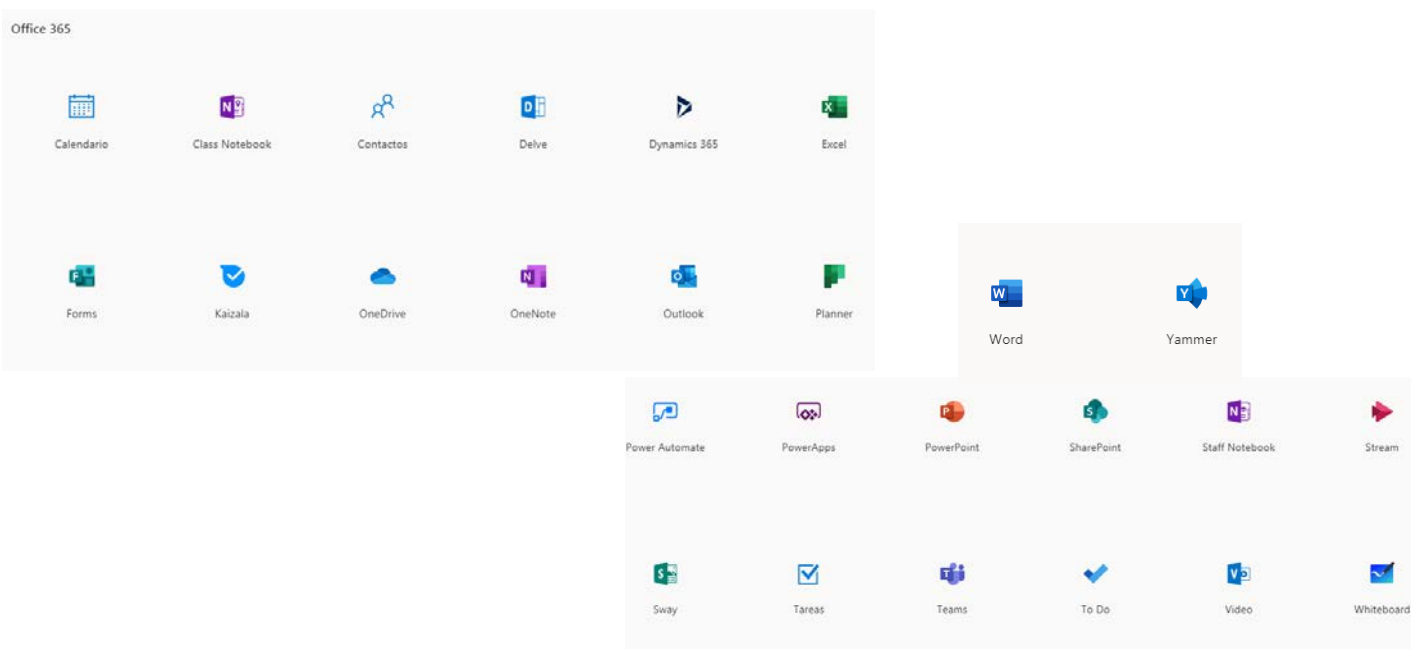 Office 365
Calendario
Class Notebook
Contactos
Delve
Dynamics 365
Excel
Forms
Kaizala
OneDrive
OneNote
Outlook
Planner
Word
Yammer
Power Automate
PowerApps
PowerPoint
SharePoint
Staff Notebook
Stream
Sway
Tareas
Teams
To Do
Video
Whiteboard